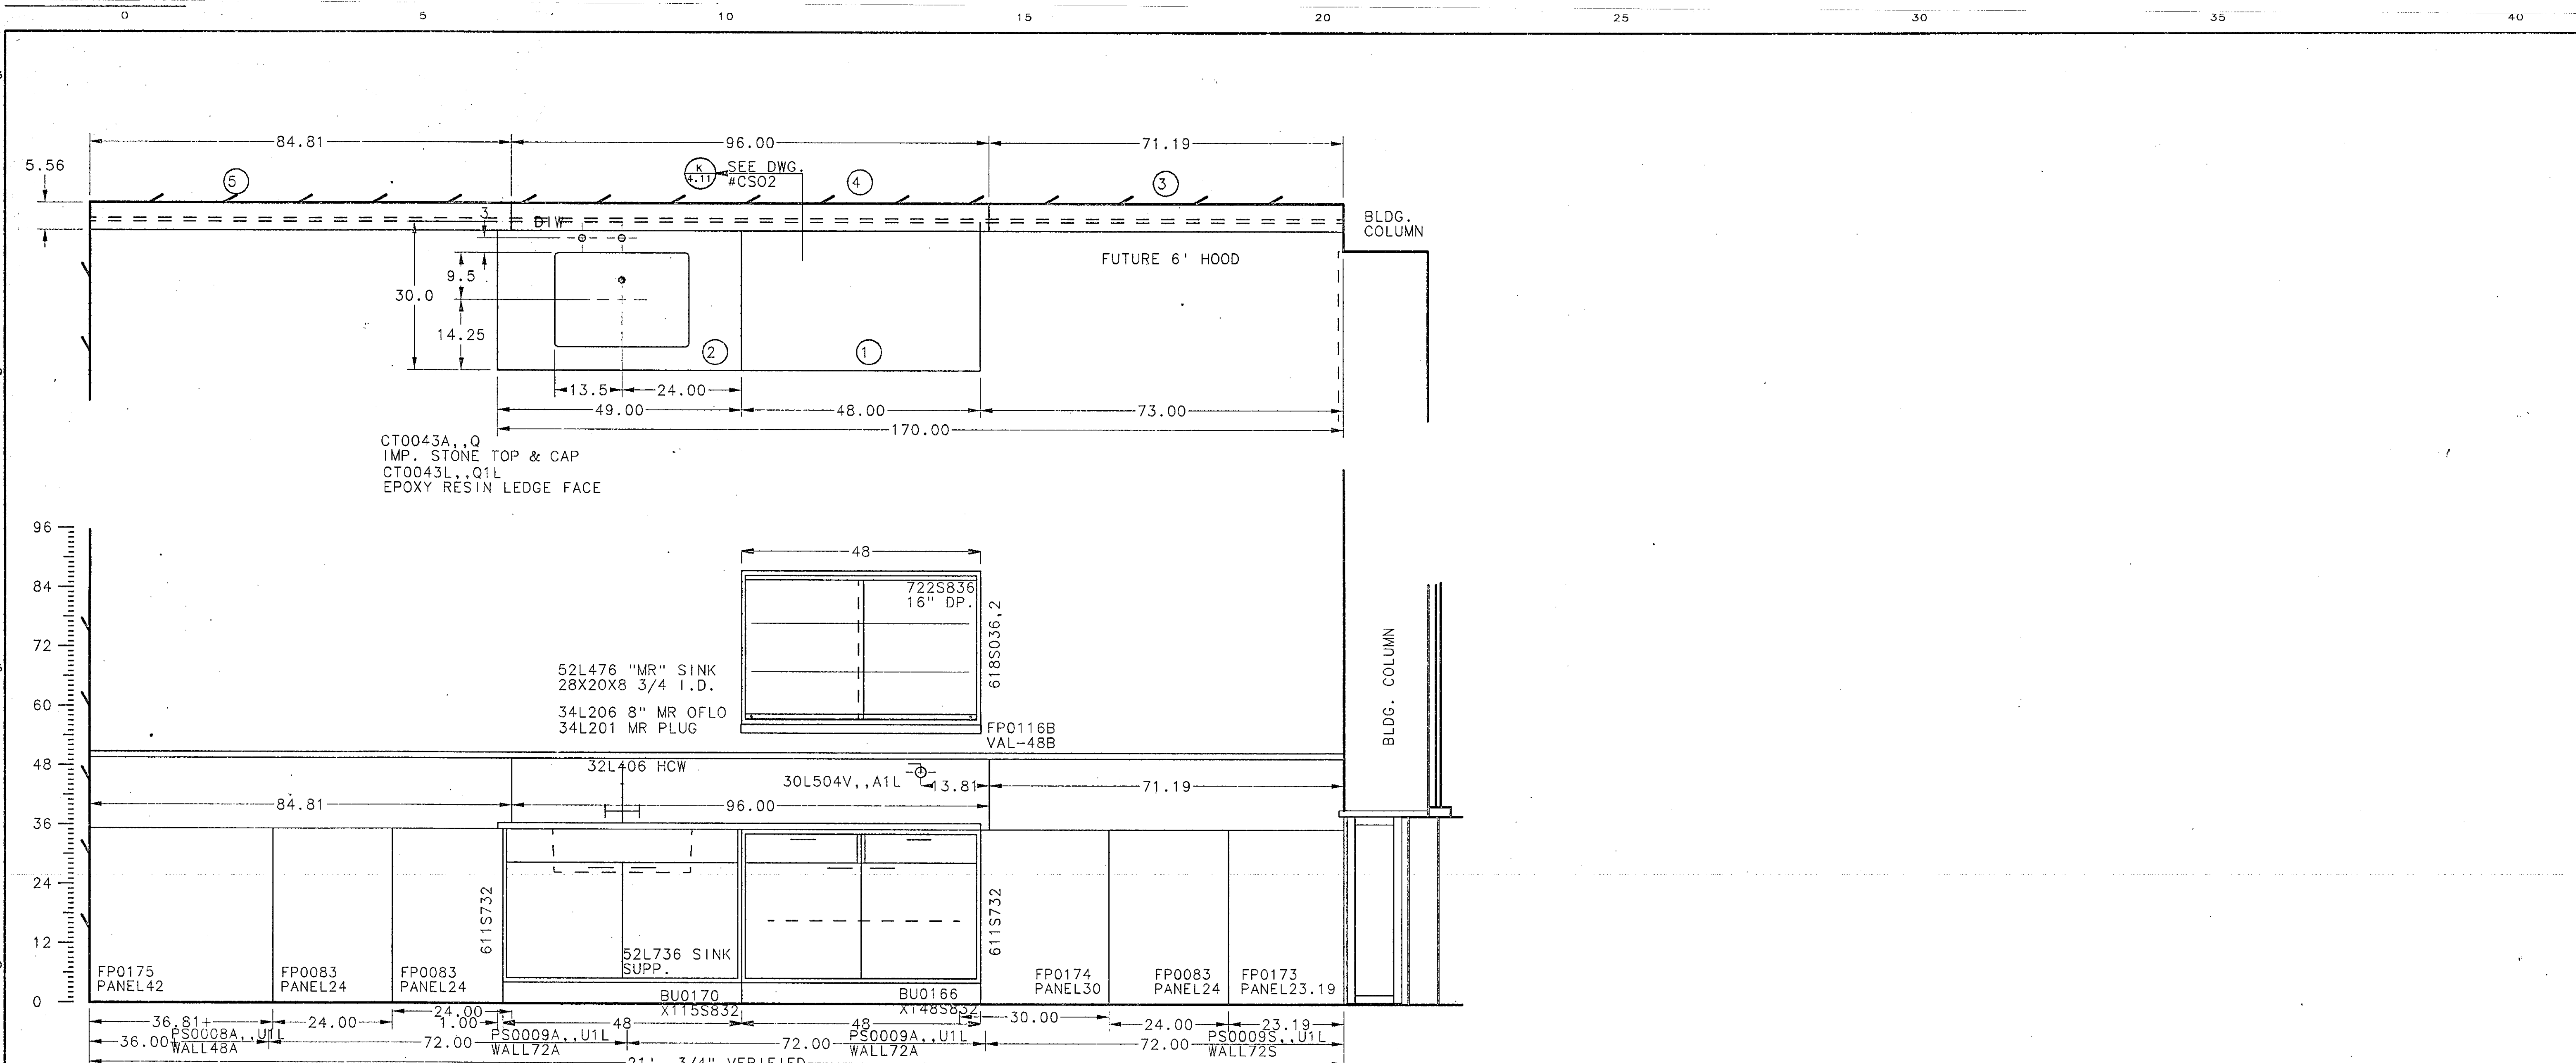 0 5 10 15 20 25 30 35 40
84.81 96.00 71.19
5.56
5
K
4.11
SEE DWG.
#CS02
4
3
3
DIW
BLDG.
COLUMN
FUTURE 6' HOOD
9.5
30.0
14.25
2
1
13.5 24.00
49.00 48.00 73.00
170.00
CT0043A,,Q
IMP. STONE TOP & CAP
CT0043L,,Q1L
EPOXY RESIN LEDGE FACE
96
84
72
60
48
36
24
12
0
48
722S836
16" DP.
618S036,2
52L476 "MR" SINK
28X20X8 3/4 I.D.
34L206 8" MR OFLO
34L201 MR PLUG
FP0116B
VAL-48B
BLDG. COLUMN
32L406 HCW
30L504V,,A1L
13.81
71.19
84.81
96.00
611S732
611S732
52L736 SINK
SUPP.
FP0175
PANEL42
FP0083
PANEL24
FP0083
PANEL24
FP0174
PANEL30
FP0083
PANEL24
FP0173
PANEL23.19
BU0170
X115S832
BU0166
X148S832
36.81+ 24.00
24.00
1.00
48
48
30.00
24.00 23.19
PS0008A,,U1L
WALL48A
PS0009A,,U1L
WALL72A
PS0009A,,U1L
WALL72A
PS0009S,,U1L
WALL72S
36.00 72.00 72.00 72.00
21' 3/4" VERIFIED